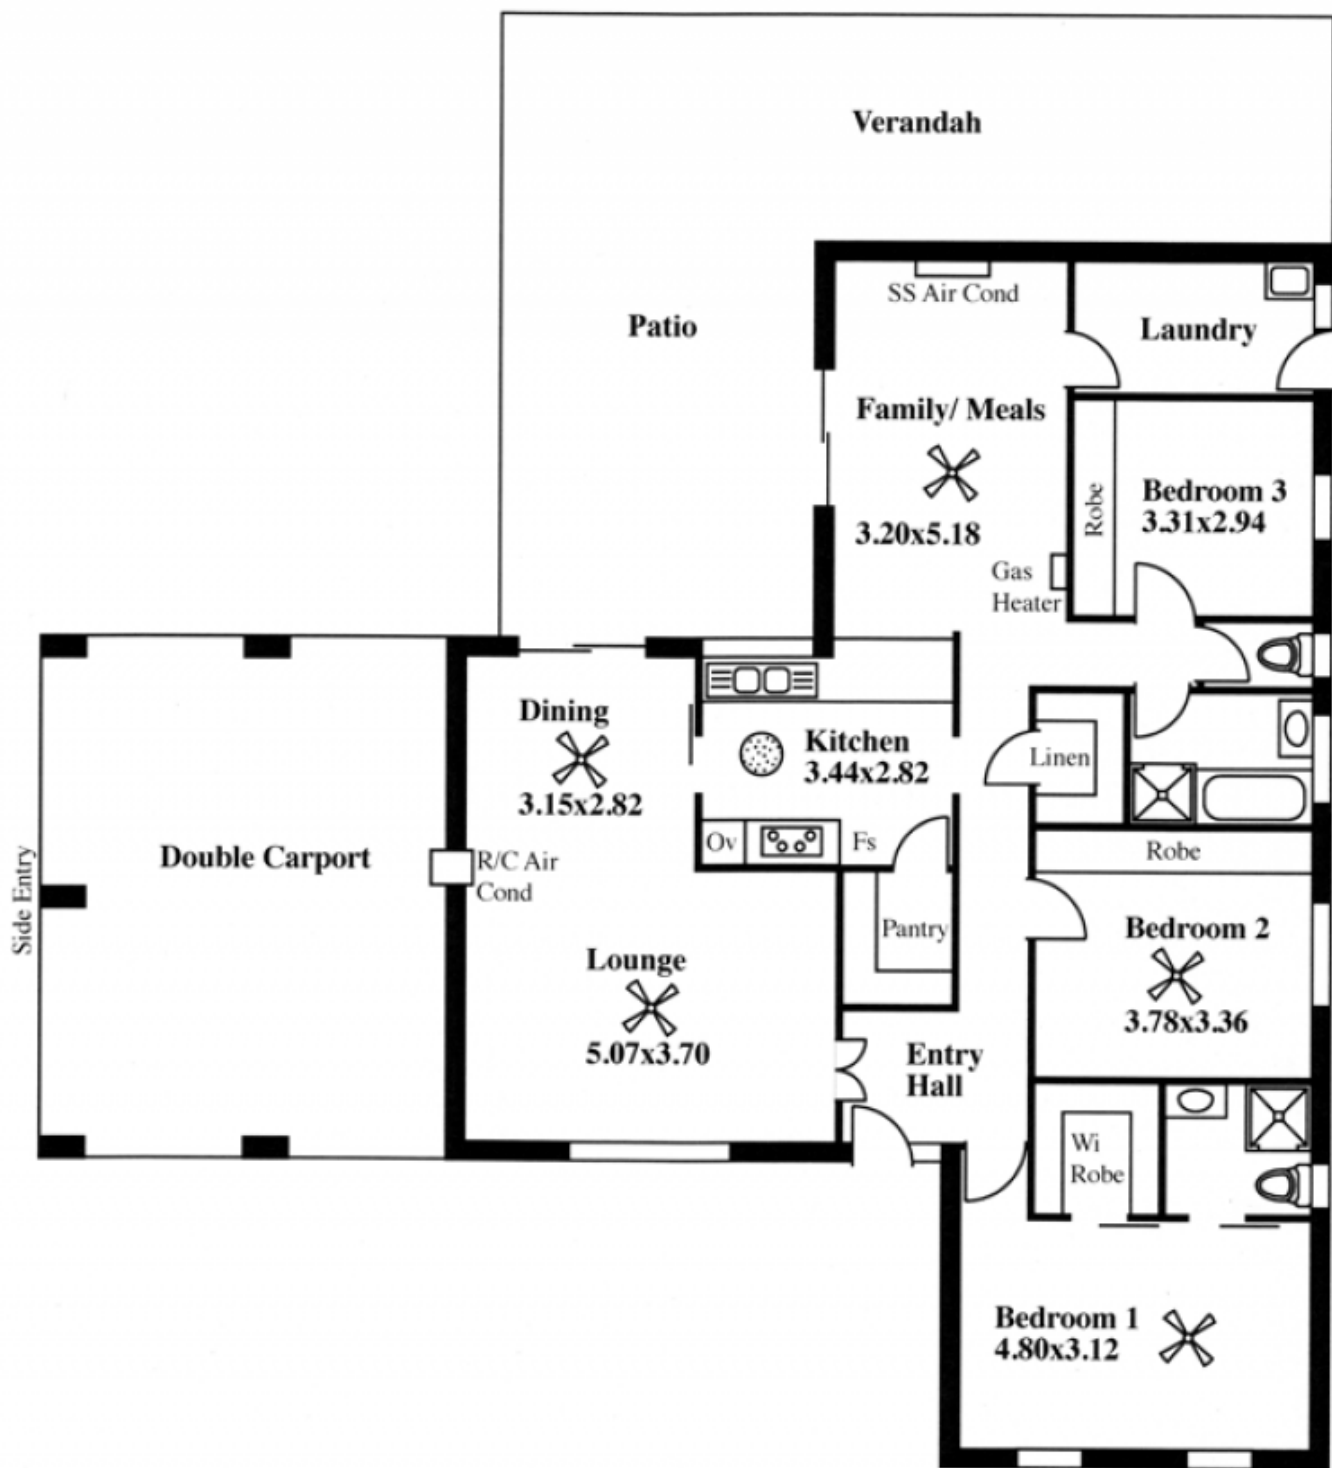 Verandah
SS Air Cond
Patio
Laundry
Family/ Meals
3.20x5.18
Robe
Bedroom 3
3.31x2.94
Gas
Heater
Dining
3.15x2.82
Kitchen
3.44x2.82
Linen
Side Entry
Double Carport
R/C Air
Cond
Ov
Fs
Robe
Pantry
Bedroom 2
3.78x3.36
Lounge
5.07x3.70
Entry
Hall
Wi
Robe
Bedroom 1
4.80x3.12